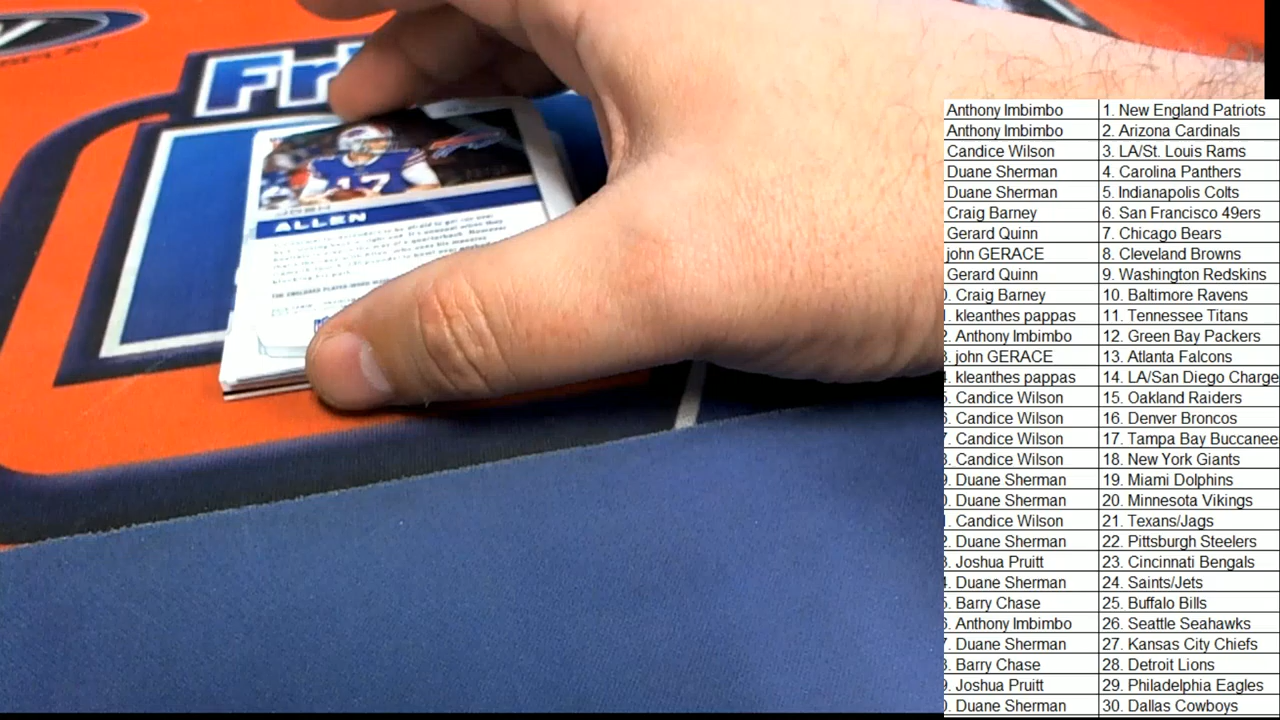 Fri
17
ALLEN
Anthony Imbimbo 1. New England Patriots
Anthony Imbimbo 2. Arizona Cardinals
Candice Wilson 3. LA/St. Louis Rams
Duane Sherman 4. Carolina Panthers
Duane Sherman 5. Indianapolis Colts
Craig Barney 6. San Francisco 49ers
Gerard Quinn 7. Chicago Bears
john GERACE 8. Cleveland Browns
Gerard Quinn 9. Washington Redskins
. Craig Barney 10. Baltimore Ravens
. kleanthes pappas 11. Tennessee Titans
. Anthony Imbimbo 12. Green Bay Packers
. john GERACE 13. Atlanta Falcons
. kleanthes pappas 14. LA/San Diego Charge
. Candice Wilson 15. Oakland Raiders
. Candice Wilson 16. Denver Broncos
. Candice Wilson 17. Tampa Bay Buccanee
. Candice Wilson 18. New York Giants
. Duane Sherman 19. Miami Dolphins
. Duane Sherman 20. Minnesota Vikings
. Candice Wilson 21. Texans/Jags
. Duane Sherman 22. Pittsburgh Steelers
. Joshua Pruitt 23. Cincinnati Bengals
. Duane Sherman 24. Saints/Jets
. Barry Chase 25. Buffalo Bills
. Anthony Imbimbo 26. Seattle Seahawks
. Duane Sherman 27. Kansas City Chiefs
. Barry Chase 28. Detroit Lions
. Joshua Pruitt 29. Philadelphia Eagles
. Duane Sherman 30. Dallas Cowboys